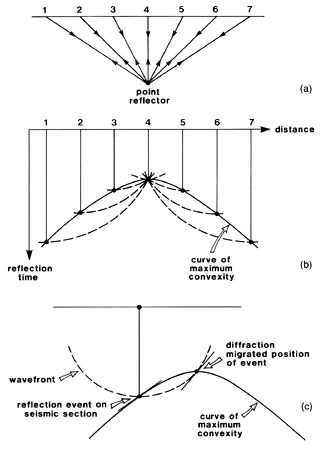 1 2 3 4 5 6 7
point
reflector
(a)
1 2 3 4 5 6 7
distance
reflection
time
curve of
maximum
convexity
(b)
diffraction
migrated position
of event
wavefront
reflection event on
seismic section
curve of
maximum
convexity
(c)